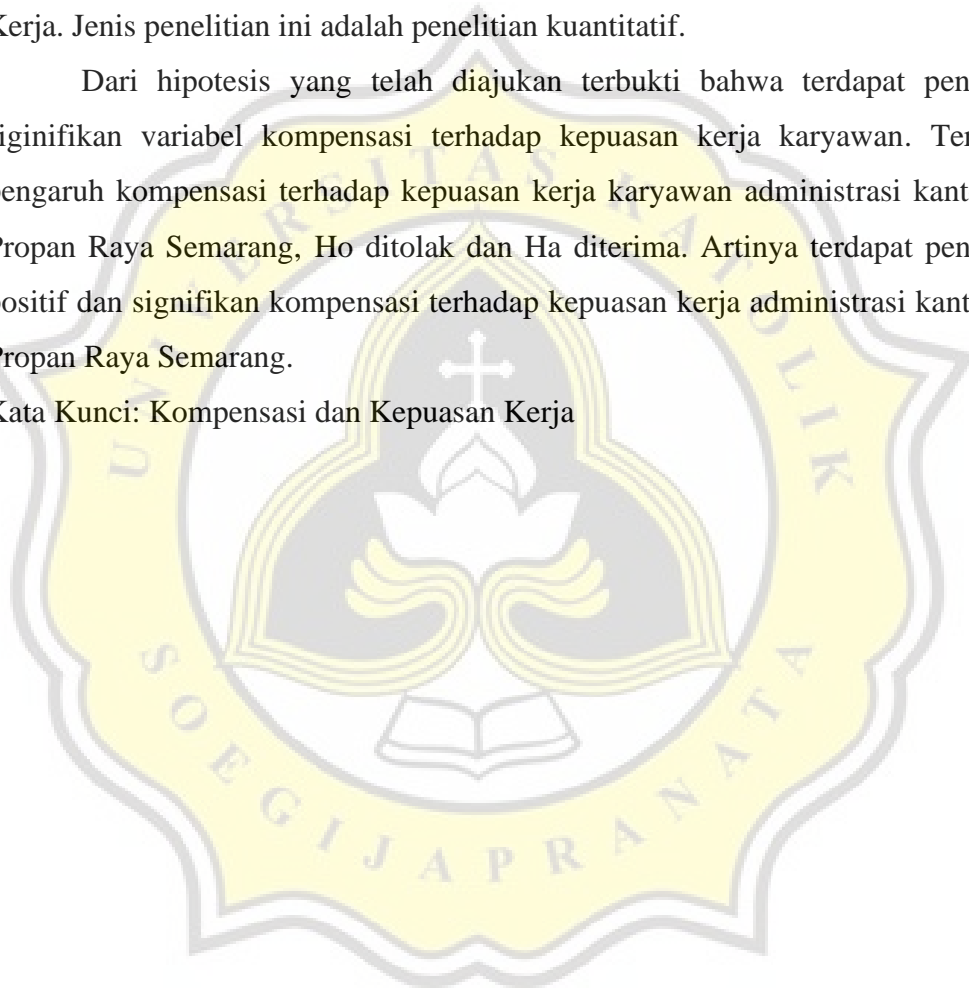 Kerja. Jenis penelitian ini adalah penelitian kuantitatif.
Dari hipotesis yang telah diajukan terbukti bahwa terdapat pen
iginifikan variabel kompensasi terhadap kepuasan kerja karyawan. Ter
pengaruh kompensasi terhadap kepuasan kerja karyawan administrasi kant
Propan Raya Semarang, Ho ditolak dan Ha diterima. Artinya terdapat pen
positif dan signifikan kompensasi terhadap kepuasan kerja administrasi kant
Propan Raya Semarang.
Kata Kunci: Kompensasi dan Kepuasan Kerja
UNIVERSITAS KATOLIK
SOEGIJAPRANATA